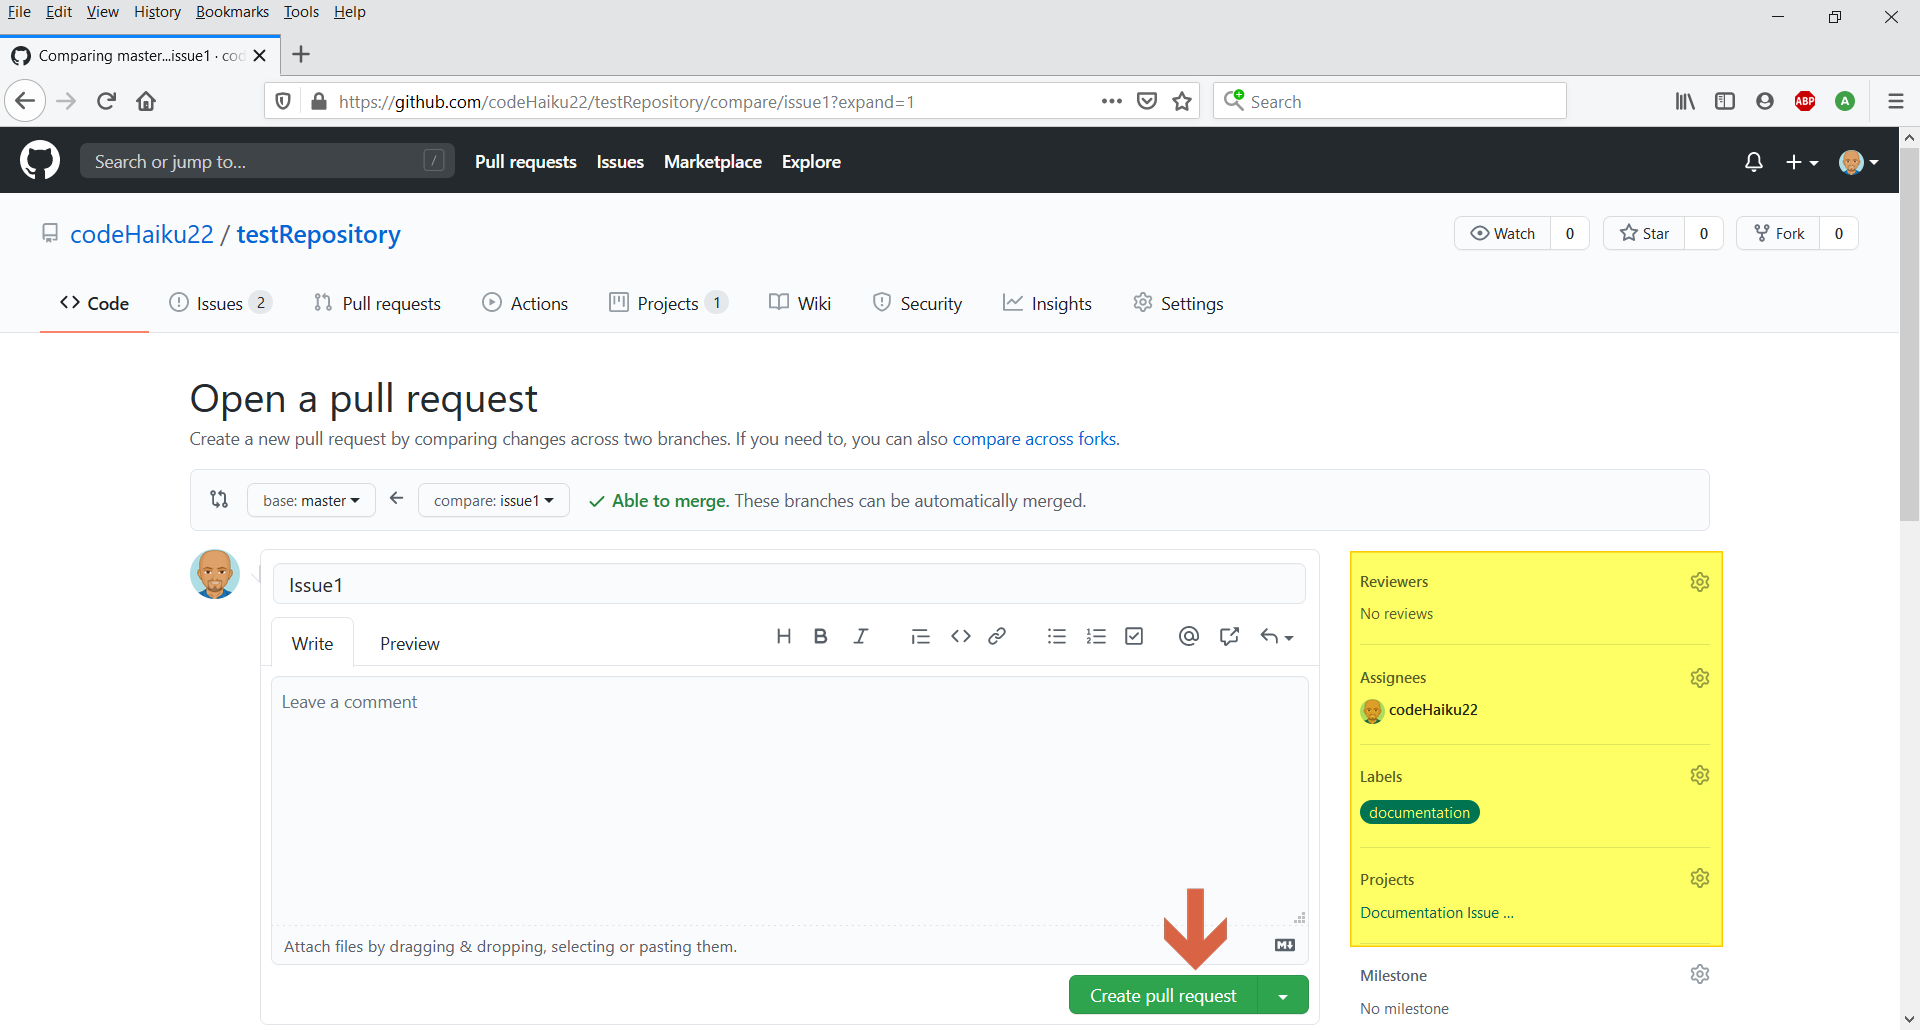 File Edit View History Bookmarks Tools Help
Comparing master...issue1 · cod
https://github.com/codeHaiku22/testRepository/compare/issue1?expand=1
Search
ABP
A
Search or jump to...
/
Pull requests Issues Marketplace Explore
codeHaiku22 / testRepository
Watch 0
Star 0
Fork 0
Code
Issues 2
Pull requests
Actions
Projects 1
Wiki
Security
Insights
Settings
Open a pull request
Create a new pull request by comparing changes across two branches. If you need to, you can also compare across forks.
base: master
compare: issue1
Able to merge. These branches can be automatically merged.
Issue1
Write
Preview
Leave a comment
Attach files by dragging & dropping, selecting or pasting them.
Create pull request
Reviewers
No reviews
Assignees
codeHaiku22
Labels
documentation
Projects
Documentation Issue ...
Milestone
No milestone